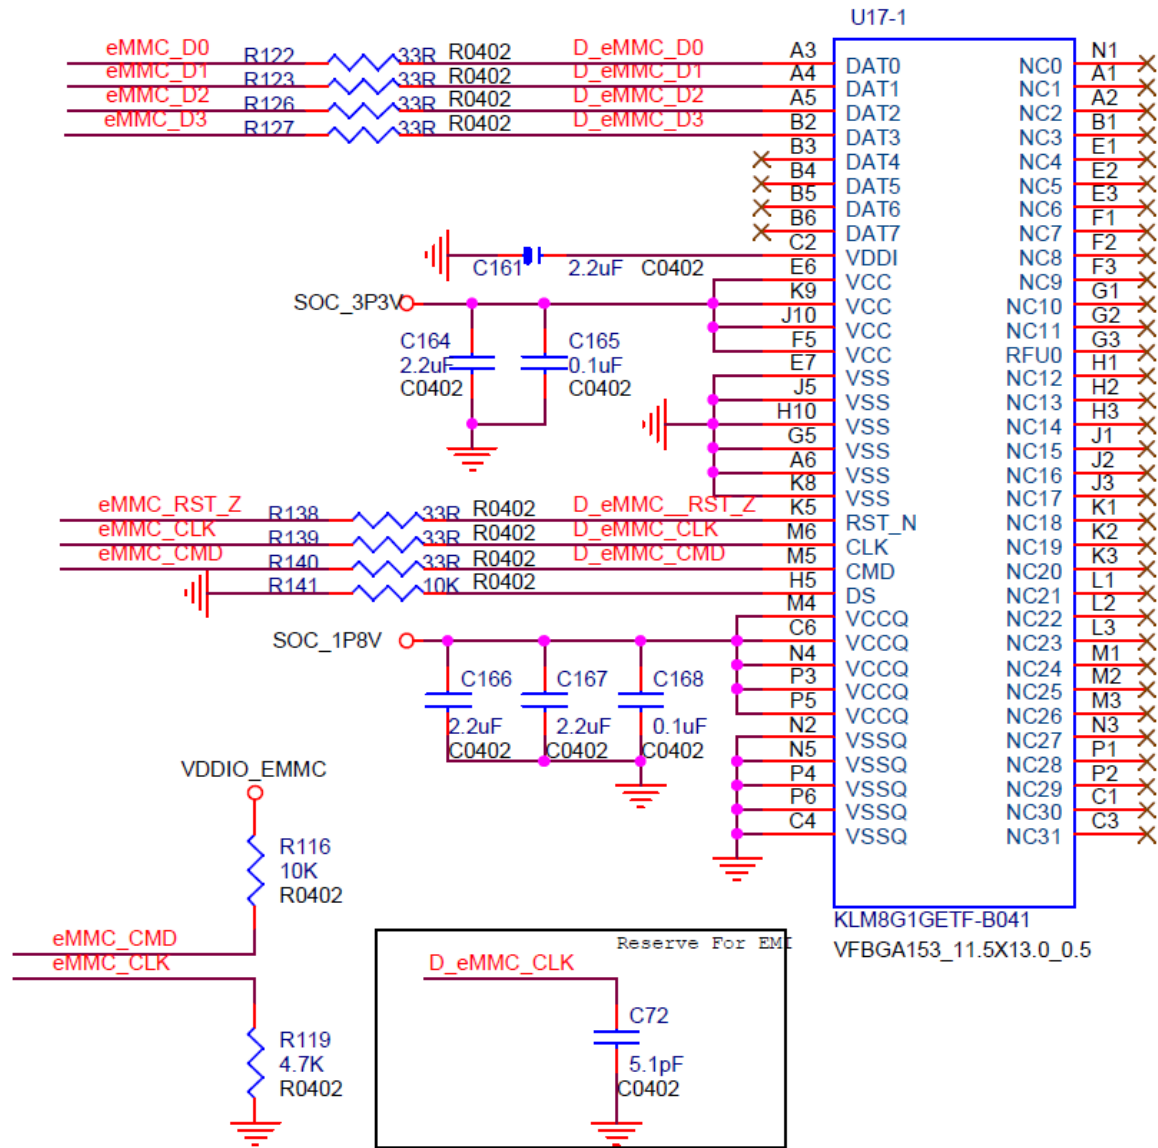 U17-1
eMMC_D0 R122 33R R0402 D_eMMC_D0 A3 DAT0 NC0 N1
eMMC_D1 R123 33R R0402 D_eMMC_D1 A4 DAT1 NC1 A1
eMMC_D2 R126 33R R0402 D_eMMC_D2 A5 DAT2 NC2 A2
eMMC_D3 R127 33R R0402 D_eMMC_D3 B2 DAT3 NC3 B1
B3 DAT4 NC4 E1
B4 DAT5 NC5 E2
B5 DAT6 NC6 E3
B6 DAT7 NC7 F1
C161 2.2uF C0402 C2 VDDI NC8 F2
E6 VCC NC9 F3
SOC_3P3V K9 VCC NC10 G1
J10 VCC NC11 G2
C164 C165 F5 VCC RFU0 G3
2.2uF 0.1uF E7 VSS NC12 H1
C0402 C0402 J5 VSS NC13 H2
H10 VSS NC14 H3
G5 VSS NC15 J1
A6 VSS NC16 J2
K8 VSS NC17 J3
eMMC_RST_Z R138 33R R0402 D_eMMC__RST_Z K5 RST_N NC18 K1
eMMC_CLK R139 33R R0402 D_eMMC_CLK M6 CLK NC19 K2
eMMC_CMD R140 33R R0402 D_eMMC_CMD M5 CMD NC20 K3
R141 10K R0402 H5 DS NC21 L1
M4 VCCQ NC22 L2
SOC_1P8V C6 VCCQ NC23 L3
C166 C167 C168 N4 VCCQ NC24 M1
P3 VCCQ NC25 M2
2.2uF 2.2uF 0.1uF P5 VCCQ NC26 M3
C0402 C0402 C0402 N2 VSSQ NC27 N3
N5 VSSQ NC28 P1
VDDIO_EMMC P4 VSSQ NC29 P2
P6 VSSQ NC30 C1
C4 VSSQ NC31 C3
R116
10K
R0402
KLM8G1GETF-B041
VFBGA153_11.5X13.0_0.5
eMMC_CMD
eMMC_CLK
Reserve For EMI
D_eMMC_CLK
C72
5.1pF
C0402
R119
4.7K
R0402